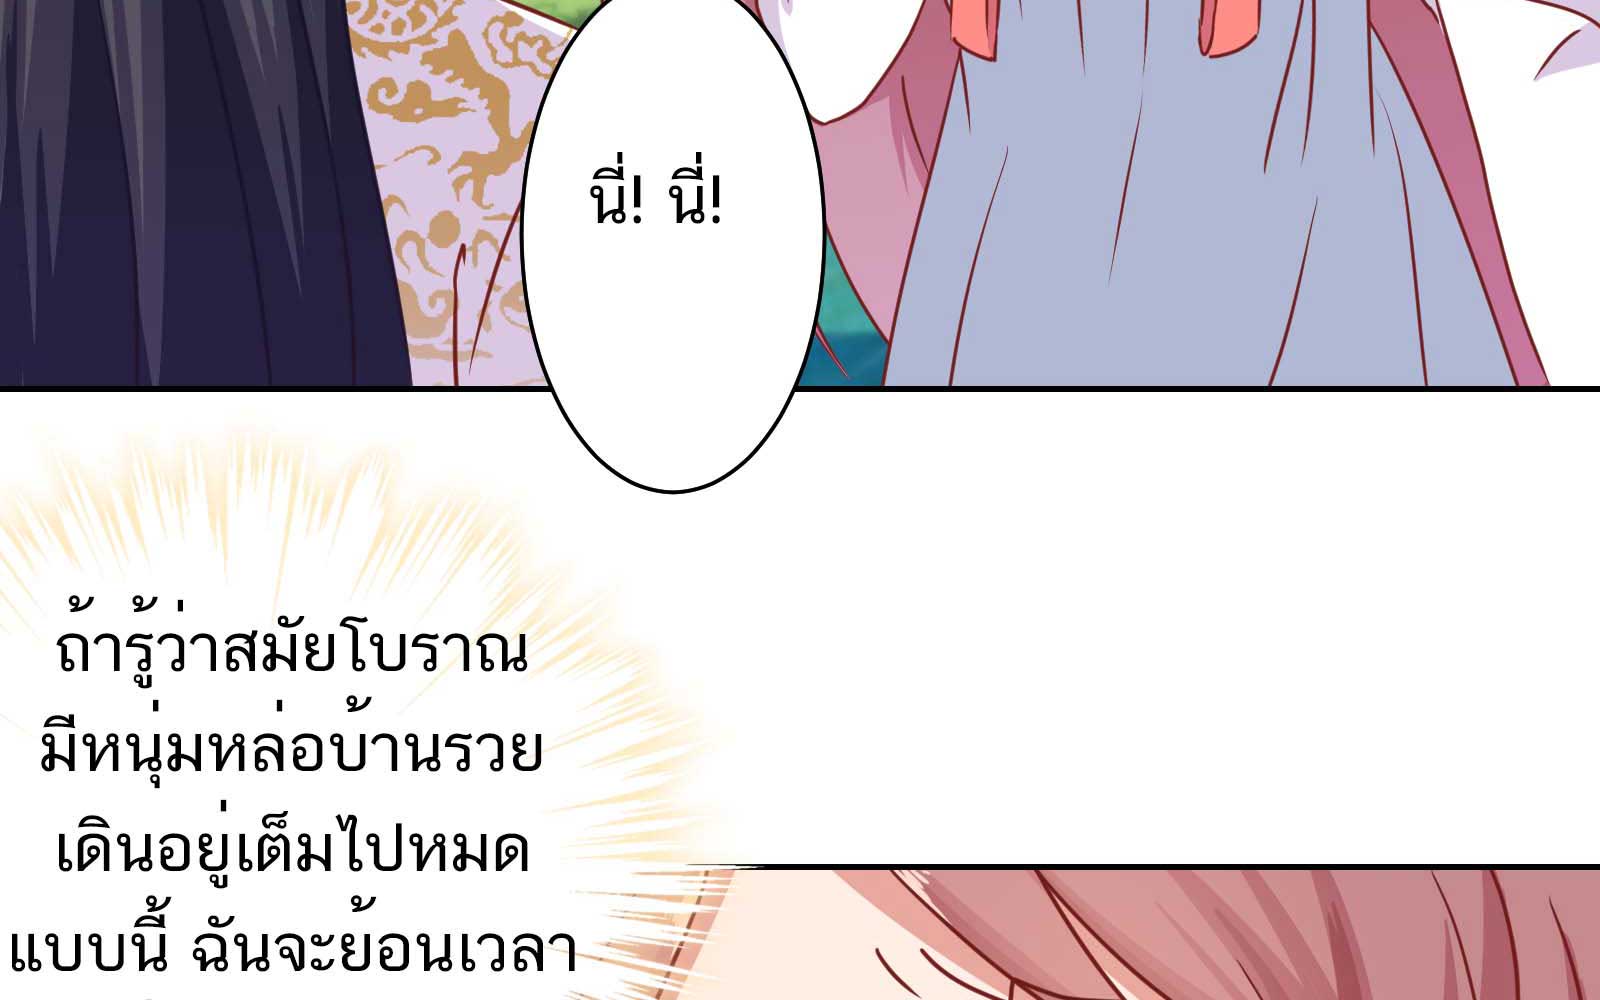 นี่! นี่!
ถ้ารู้ว่าสมัยโบราณ
มีหนุ่มหล่อบ้านรวย
เดินอยู่เต็มไปหมด
แบบนี้ ฉันจะย้อนเวลา